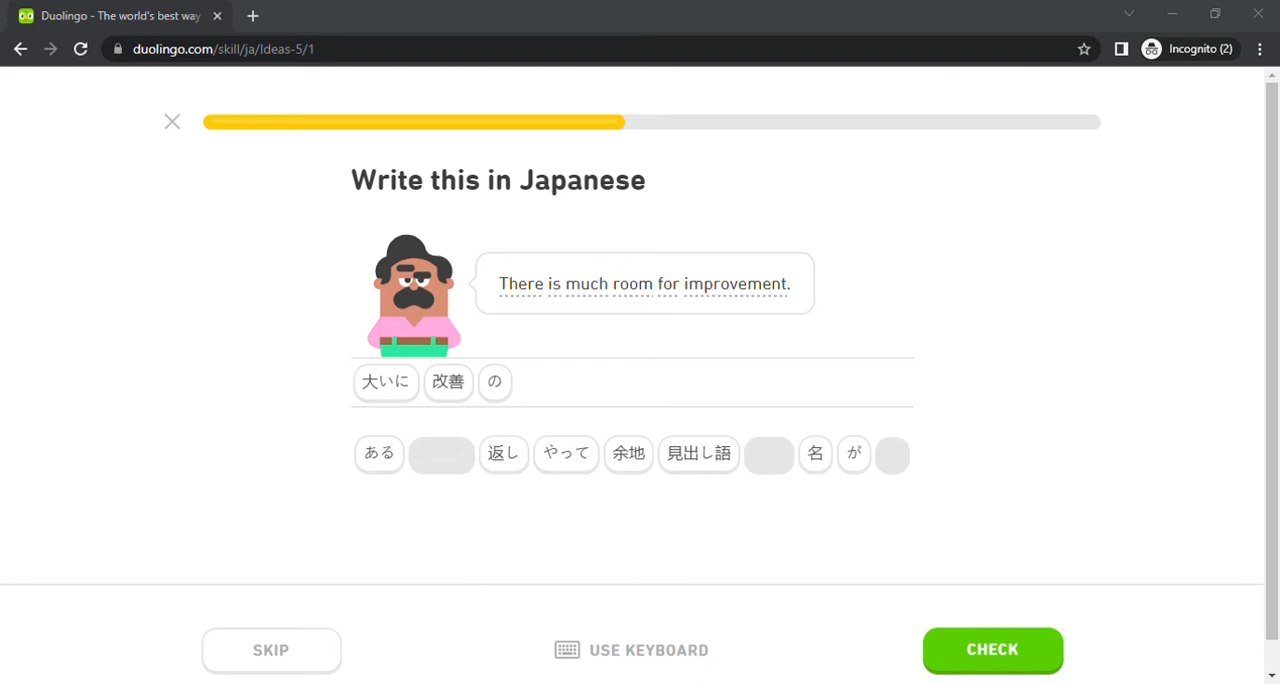 Duolingo - The world's best way
duolingo.com/skill/ja/Ideas-5/1
Incognito (2)
Write this in Japanese
There is much room for improvement.
大いに 改善 の
ある 返し やって 余地 見出し語 名 が
SKIP
USE KEYBOARD
CHECK